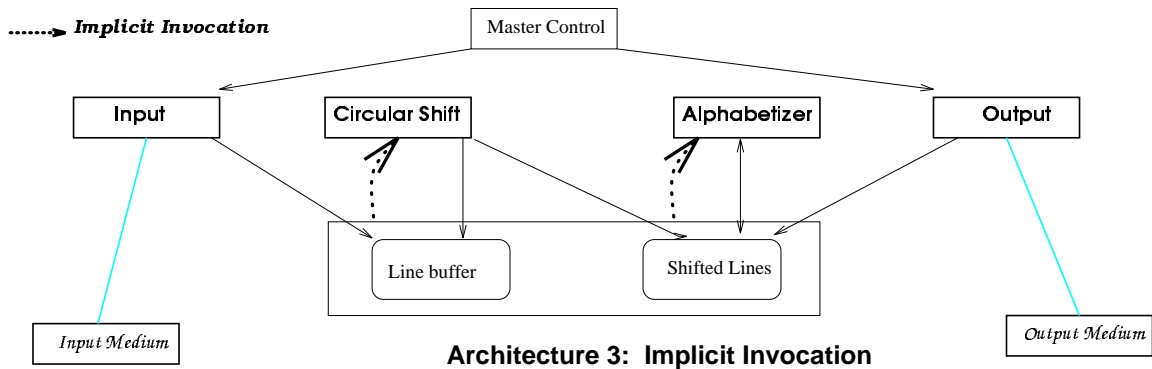 Implicit Invocation
Master Control
Input
Circular Shift
Alphabetizer
Output
Line buffer
Shifted Lines
Input Medium
Output Medium
Architecture 3: Implicit Invocation